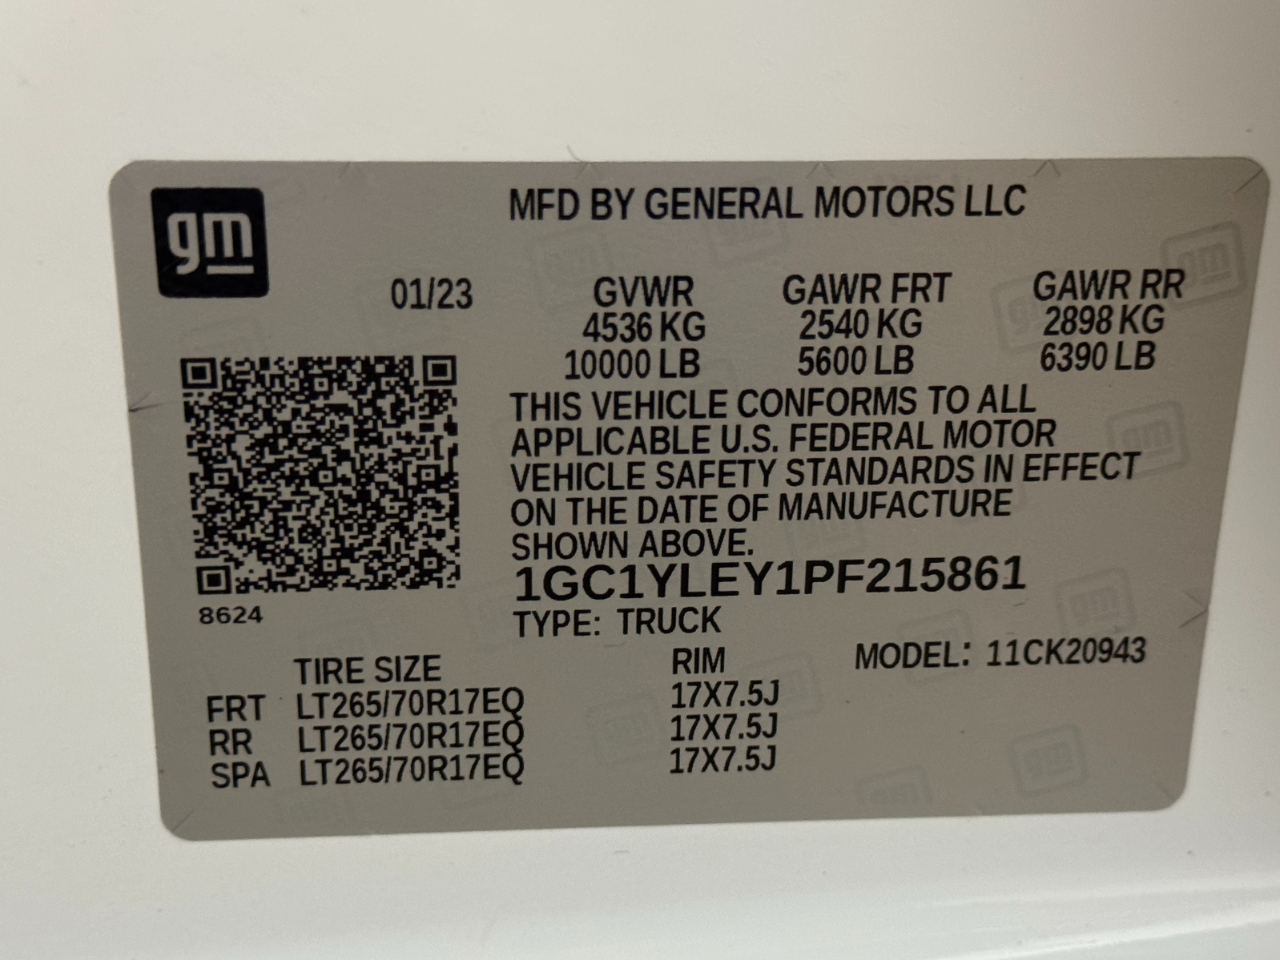 gm
MFD BY GENERAL MOTORS LLC
01/23 GVWR GAWR FRT GAWR RR
4536 KG 2540 KG 2898 KG
10000 LB 5600 LB 6390 LB
THIS VEHICLE CONFORMS TO ALL
APPLICABLE U.S. FEDERAL MOTOR
VEHICLE SAFETY STANDARDS IN EFFECT
ON THE DATE OF MANUFACTURE
SHOWN ABOVE.
1GC1YLEY1PF215861
8624
TYPE: TRUCK
TIRE SIZE RIM MODEL: 11CK20943
FRT LT265/70R17EQ 17X7.5J
RR LT265/70R17EQ 17X7.5J
SPA LT265/70R17EQ 17X7.5J